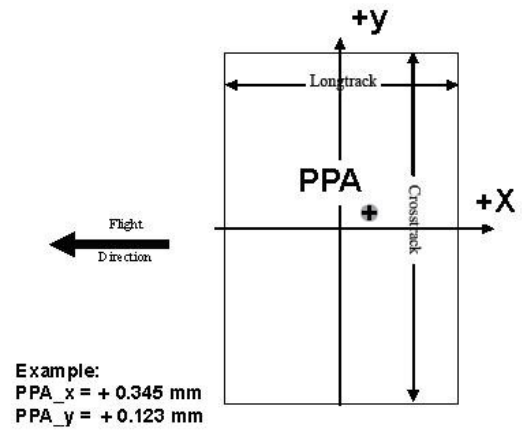 +y
Longtrack
PPA
Crosstrack
+X
Flight
Direction
Example:
PPA_x = + 0.345 mm
PPA_y = + 0.123 mm